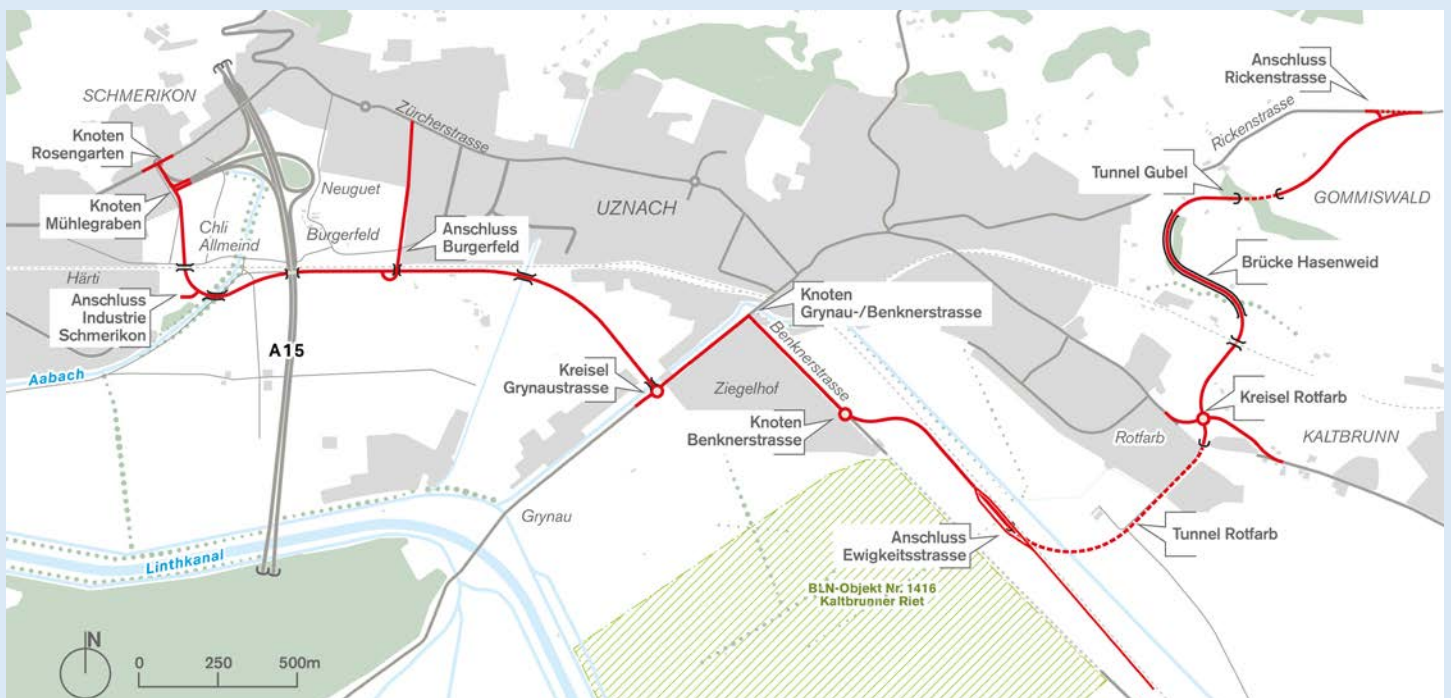 SCHMERIKON
Knoten
Rosengarten
Knoten
Mühlegraben
Chli
Allmeind
Neuguet
Burgerfeld
Härti
Anschluss
Industrie
Schmerikon
A15
Aabach
Zürcherstrasse
Anschluss
Burgerfeld
UZNACH
Kreisel
Grynaustrasse
Knoten
Grynau-/Benknerstrasse
Benknerstrasse
Ziegelhof
Knoten
Benknerstrasse
Grynau
Linthkanal
Anschluss
Ewigkeitsstrasse
BLN-Objekt Nr. 1416
Kaltbrunner Riet
Anschluss
Rickenstrasse
Rickenstrasse
Tunnel Gubel
GOMMISWALD
Brücke Hasenweid
Kreisel Rotfarb
Rotfarb
KALTBRUNN
Tunnel Rotfarb
N
0 250 500m